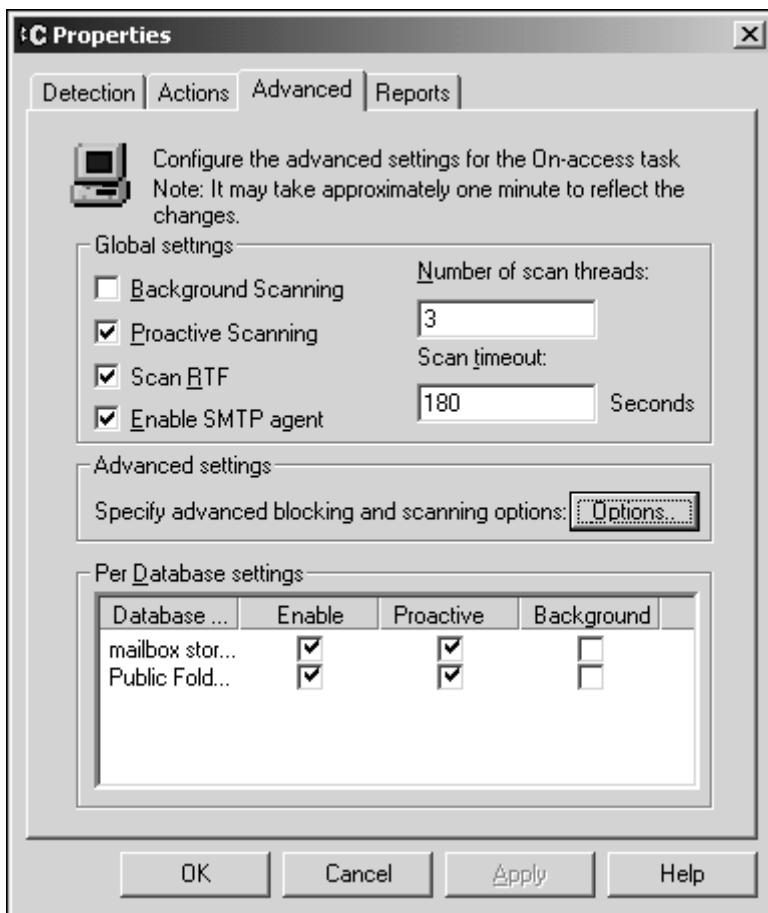 C Properties
Detection Actions Advanced Reports
Configure the advanced settings for the On-access task
Note: It may take approximately one minute to reflect the
changes.
Global settings
Background Scanning
Proactive Scanning
Scan RTF
Enable SMTP agent
Number of scan threads:
3
Scan timeout:
180 Seconds
Advanced settings
Specify advanced blocking and scanning options: Options..
Per Database settings
Database ... Enable Proactive Background
mailbox stor...
Public Fold...
OK Cancel Apply Help